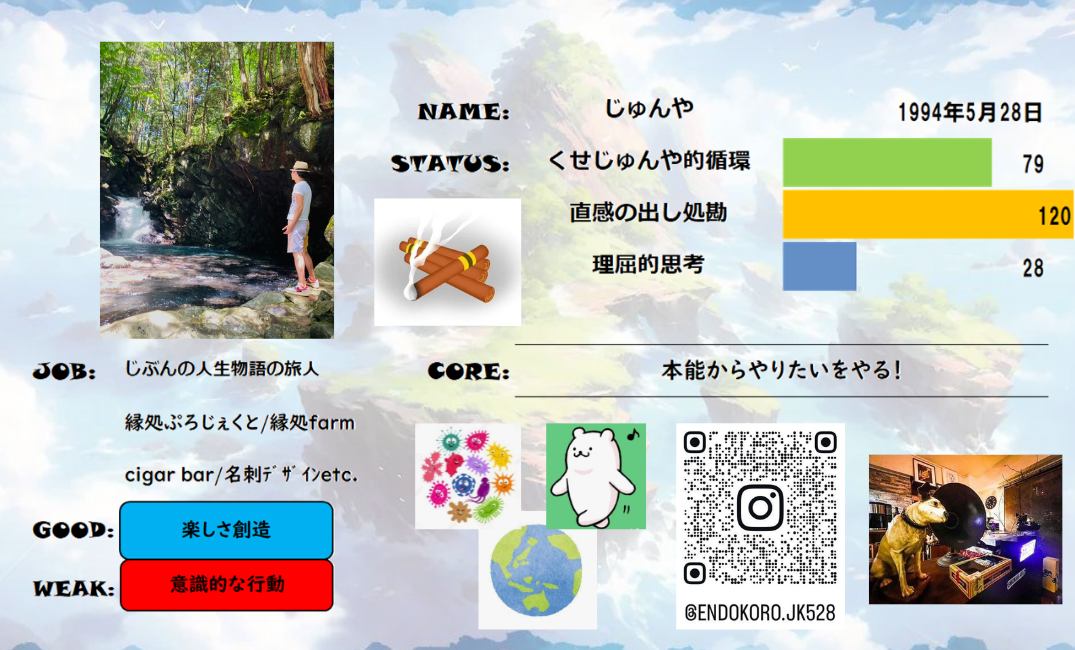 NAME: じゅんや 1994年5月28日
STATUS: くせじゅんや的循環 79
直感の出し処勘 120
理屈的思考 28
JOB: じぶんの人生物語の旅人
縁処ぷろじぇくと/縁処farm
cigar bar/名刺ﾃﾞｻﾞｲﾝetc.
GOOD: 楽しさ創造
WEAK: 意識的な行動
CORE: 本能からやりたいをやる!
@ENDOKORO.JK528